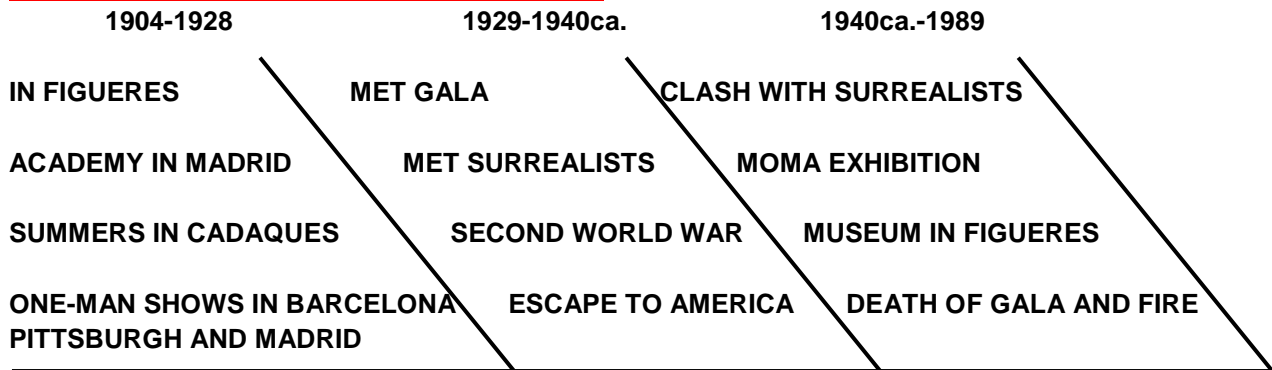 1904-1928 1929-1940ca. 1940ca.-1989
IN FIGUERES MET GALA CLASH WITH SURREALISTS
ACADEMY IN MADRID MET SURREALISTS MOMA EXHIBITION
SUMMERS IN CADAQUES SECOND WORLD WAR MUSEUM IN FIGUERES
ONE-MAN SHOWS IN BARCELONA ESCAPE TO AMERICA DEATH OF GALA AND FIRE
PITTSBURGH AND MADRID